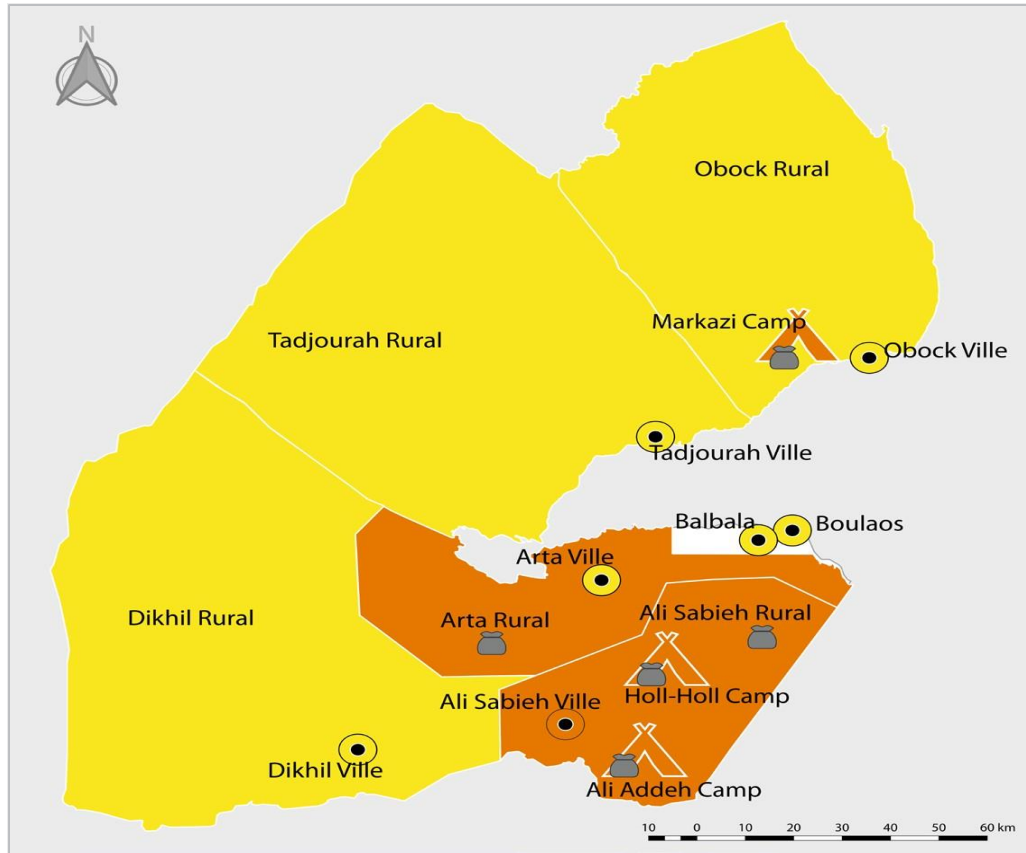 N
Obock Rural
Markazi Camp
Tadjourah Rural
Obock Ville
Tadjourah Ville
Balbala
Boulaos
Arta Ville
Dikhil Rural
Arta Rural
Ali Sabieh Rural
Ali Sabieh Ville
Holl-Holl Camp
Dikhil Ville
Ali Addeh Camp
10 0 10 20 30 40 50 60 km